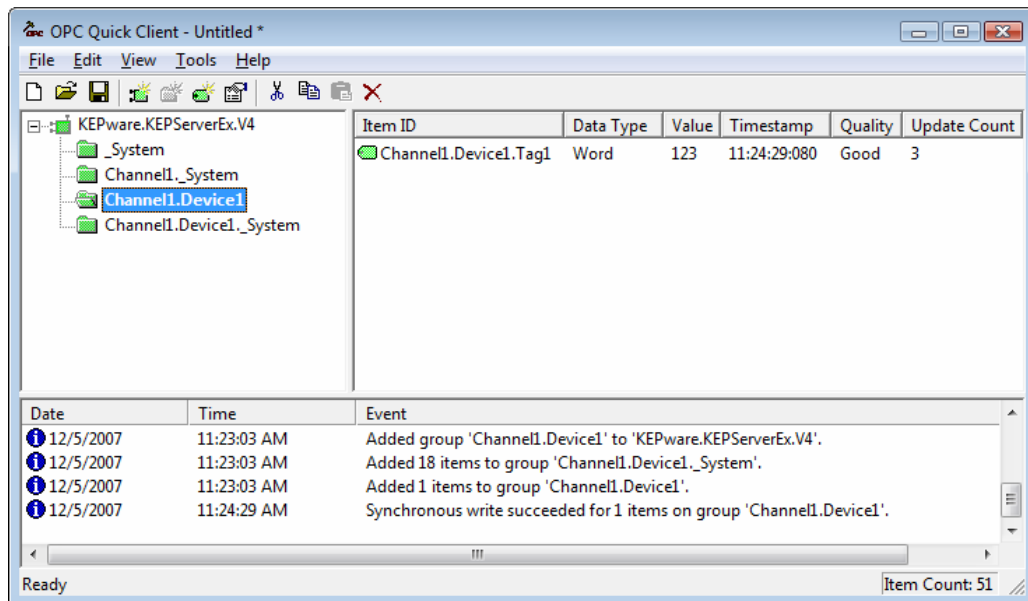 OPC Quick Client - Untitled *
File Edit View Tools Help
KEPware.KEPServerEx.V4
_System
Channel1._System
Channel1.Device1
Channel1.Device1._System
Item ID Data Type Value Timestamp Quality Update Count
Channel1.Device1.Tag1 Word 123 11:24:29:080 Good 3
Date Time Event
12/5/2007 11:23:03 AM Added group 'Channel1.Device1' to 'KEPware.KEPServerEx.V4'.
12/5/2007 11:23:03 AM Added 18 items to group 'Channel1.Device1._System'.
12/5/2007 11:23:03 AM Added 1 items to group 'Channel1.Device1'.
12/5/2007 11:24:29 AM Synchronous write succeeded for 1 items on group 'Channel1.Device1'.
Ready Item Count: 51